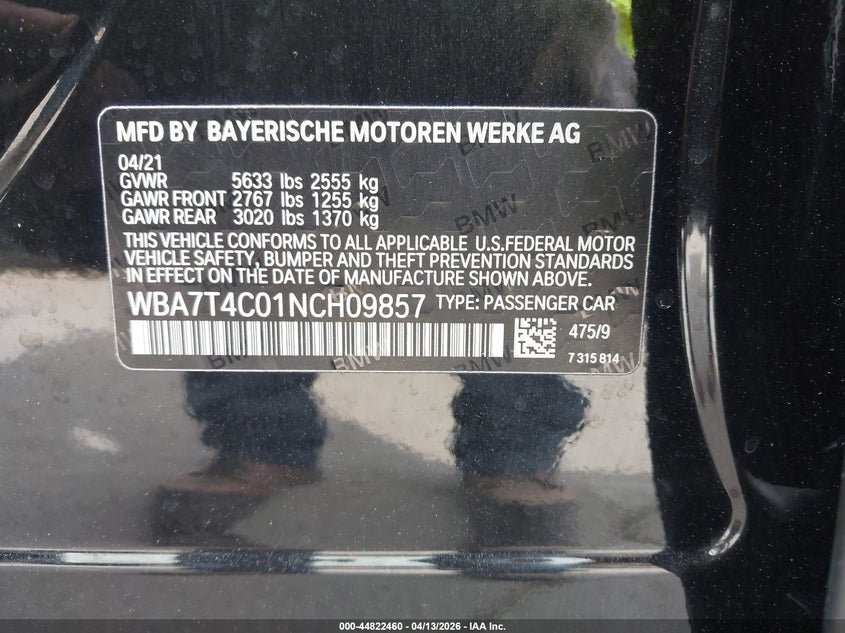 MFD BY BAYERISCHE MOTOREN WERKE AG
04/21
GVWR 5633 lbs 2555 kg
GAWR FRONT 2767 lbs 1255 kg
GAWR REAR 3020 lbs 1370 kg
THIS VEHICLE CONFORMS TO ALL APPLICABLE U.S.FEDERAL MOTOR
VEHICLE SAFETY, BUMPER AND THEFT PREVENTION STANDARDS
IN EFFECT ON THE DATE OF MANUFACTURE SHOWN ABOVE.
WBA7T4C01NCH09857 TYPE: PASSENGER CAR
475/9
7 315 814
000-44822460 - 04/13/2026 - IAA Inc.